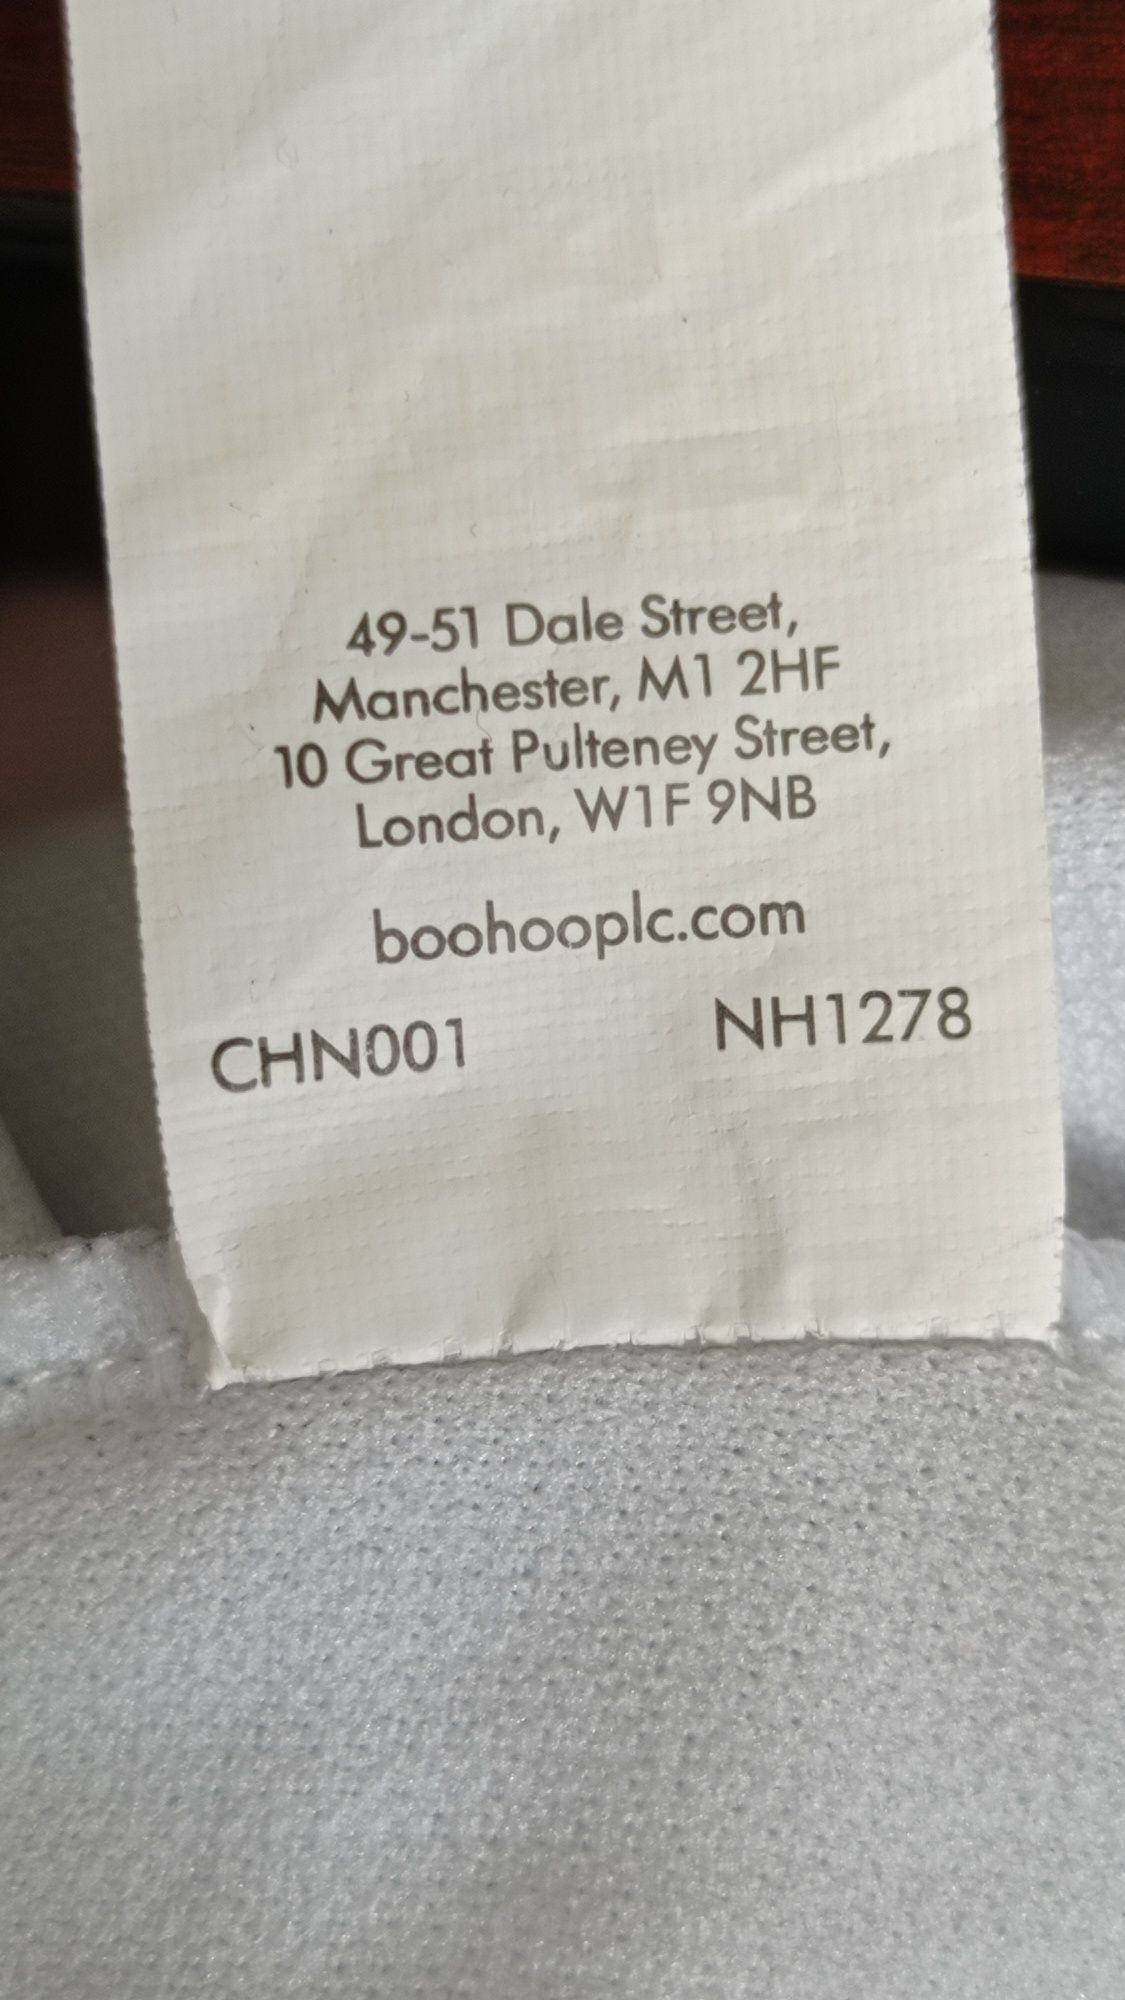 49-51 Dale Street,
Manchester, M1 2HF
10 Great Pulteney Street,
London, W1F 9NB
boohooplc.com
CHN001 NH1278